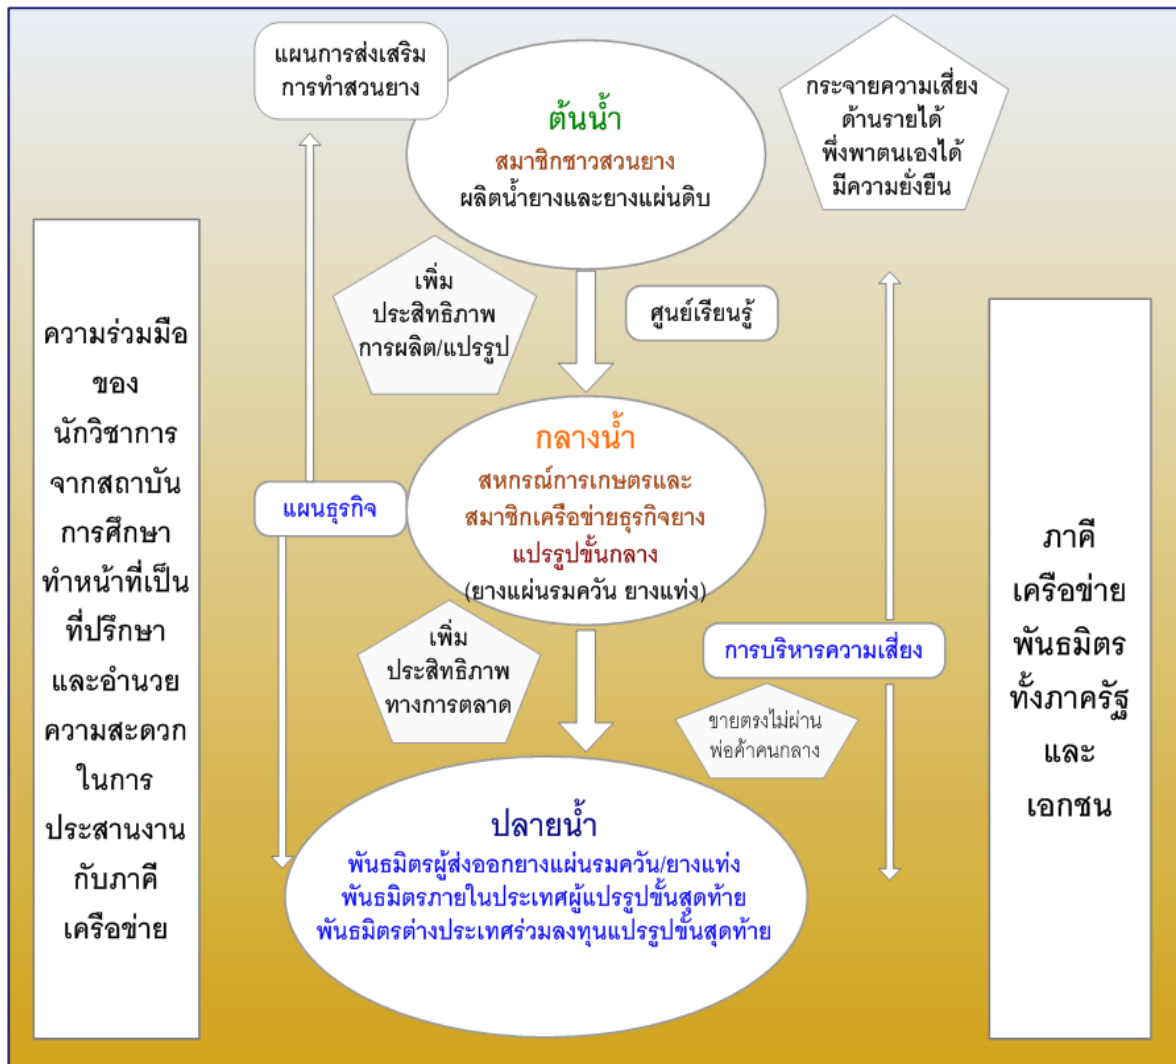 แผนการส่งเสริม
การทำสวนยาง
ต้นน้ำ
สมาชิกชาวสวนยาง
ผลิตน้ำยางและยางแผ่นดิบ
กระจายความเสี่ยง
ด้านรายได้
พึ่งพาตนเองได้
มีความยั่งยืน
เพิ่ม
ประสิทธิภาพ
การผลิต/แปรรูป
ศูนย์เรียนรู้
ความร่วมมือ
ของ
นักวิชาการ
จากสถาบัน
การศึกษา
ทำหน้าที่เป็น
ที่ปรึกษา
และอำนวย
ความสะดวก
ในการ
ประสานงาน
กับภาคี
เครือข่าย
แผนธุรกิจ
กลางน้ำ
สหกรณ์การเกษตรและ
สมาชิกเครือข่ายธุรกิจยาง
แปรรูปขั้นกลาง
(ยางแผ่นรมควัน ยางแท่ง)
เพิ่ม
ประสิทธิภาพ
ทางการตลาด
การบริหารความเสี่ยง
ขายตรงไม่ผ่าน
พ่อค้าคนกลาง
ภาคี
เครือข่าย
พันธมิตร
ทั้งภาครัฐ
และ
เอกชน
ปลายน้ำ
พันธมิตรผู้ส่งออกยางแผ่นรมควัน/ยางแท่ง
พันธมิตรภายในประเทศผู้แปรรูปขั้นสุดท้าย
พันธมิตรต่างประเทศร่วมลงทุนแปรรูปขั้นสุดท้าย